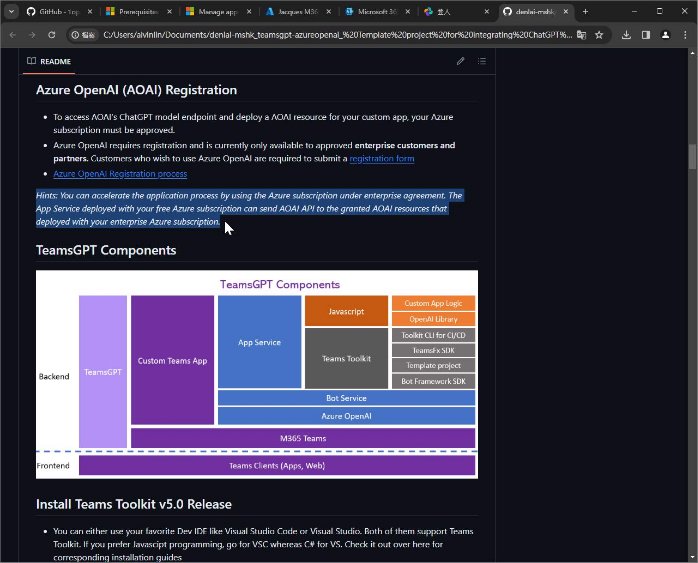 GitHub - 1op
Prerequisites
Manage app
Jacques M36
Microsoft 36
登入
denlai-mshk
檔案
C:/Users/alvinlin/Documents/denlai-mshk_teamsgpt-azureopenai_%20Template%20project%20for%20integrating%20ChatGPT%...
README
Azure OpenAI (AOAI) Registration
• To access AOAI's ChatGPT model endpoint and deploy a AOAI resource for your custom app, your Azure
subscription must be approved.
• Azure OpenAI requires registration and is currently only available to approved enterprise customers and
partners. Customers who wish to use Azure OpenAI are required to submit a registration form
• Azure OpenAI Registration process
Hints: You can accelerate the application process by using the Azure subscription under enterprise agreement. The
App Service deployed with your free Azure subscription can send AOAI API to the granted AOAI resources that
deployed with your enterprise Azure subscription.
TeamsGPT Components
TeamsGPT Components
Backend
TeamsGPT
Custom Teams App
App Service
Javascript
Teams Toolkit
Custom App Logic
OpenAI Library
Toolkit CLI for CI/CD
TeamsFx SDK
Template project
Bot Framework SDK
Bot Service
Azure OpenAI
M365 Teams
Frontend
Teams Clients (Apps, Web)
Install Teams Toolkit v5.0 Release
• You can either use your favorite Dev IDE like Visual Studio Code or Visual Studio. Both of them support Teams
Toolkit. If you prefer Javascipt programming, go for VSC whereas C# for VS. Check it out over here for
corresponding installation guides